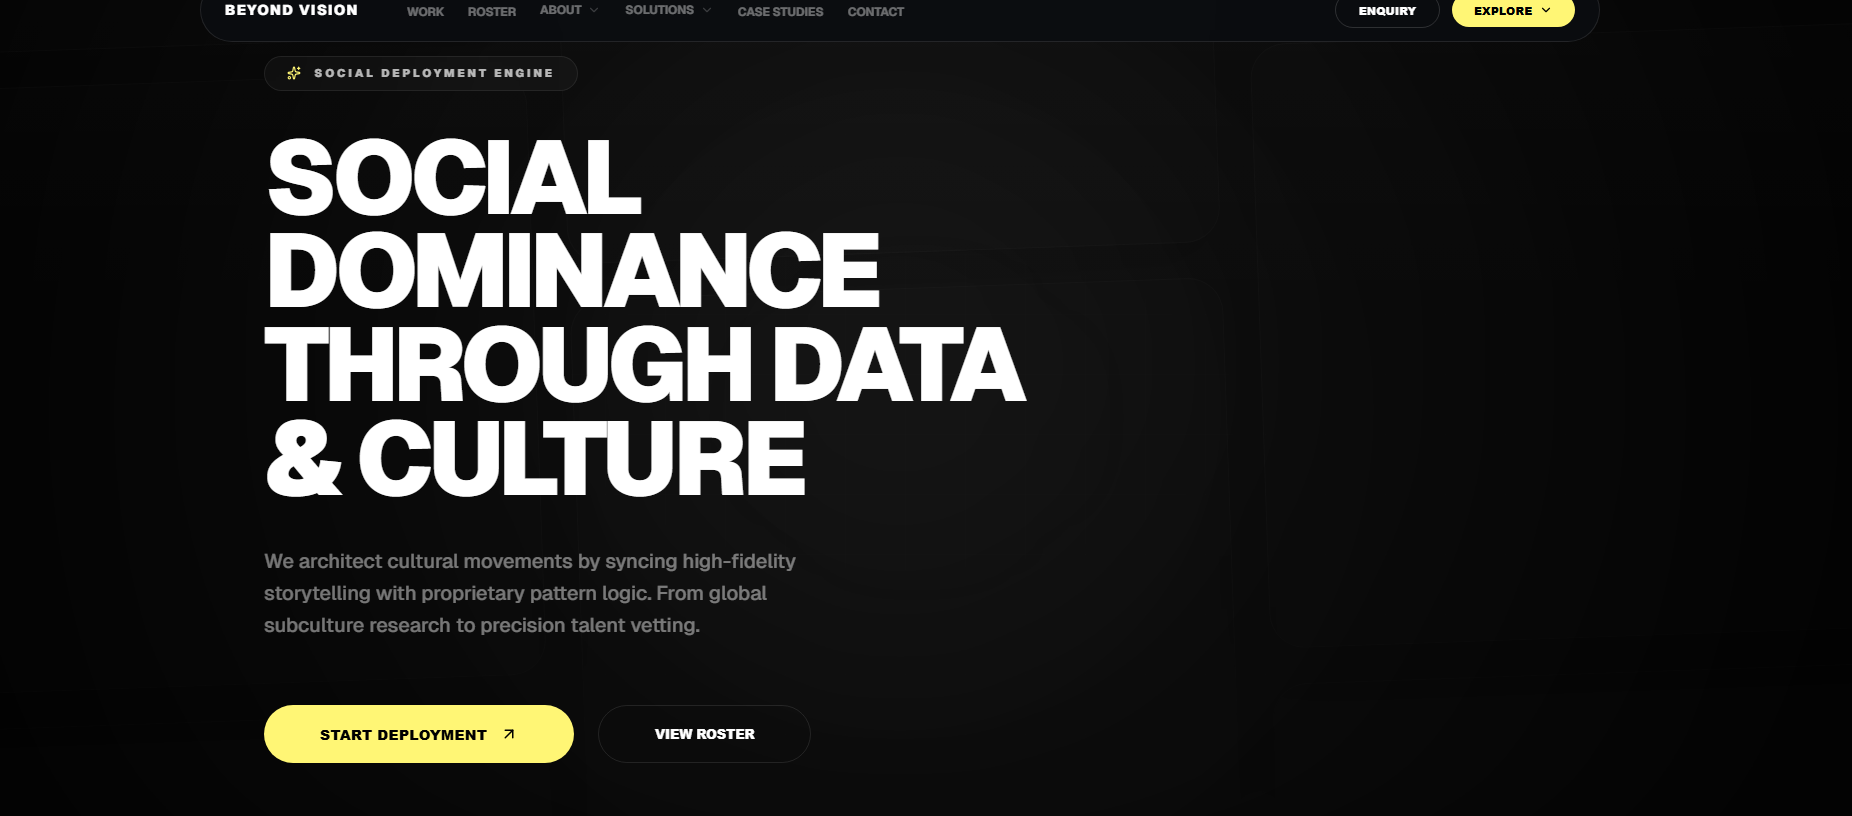 BEYOND VISION
WORK
ROSTER
ABOUT
SOLUTIONS
CASE STUDIES
CONTACT
ENQUIRY
EXPLORE
SOCIAL DEPLOYMENT ENGINE
SOCIAL
DOMINANCE
THROUGH DATA
& CULTURE
We architect cultural movements by syncing high-fidelity
storytelling with proprietary pattern logic. From global
subculture research to precision talent vetting.
START DEPLOYMENT
VIEW ROSTER